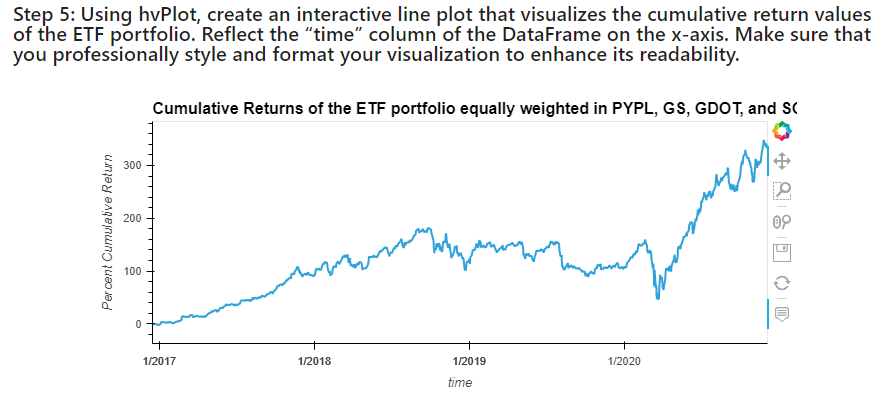 Step 5: Using hvPlot, create an interactive line plot that visualizes the cumulative return values
of the ETF portfolio. Reflect the “time” column of the DataFrame on the x-axis. Make sure that
you professionally style and format your visualization to enhance its readability.
Cumulative Returns of the ETF portfolio equally weighted in PYPL, GS, GDOT, and
Percent Cumulative Return
300
200
100
0
1/2017 1/2018 1/2019 1/2020
time